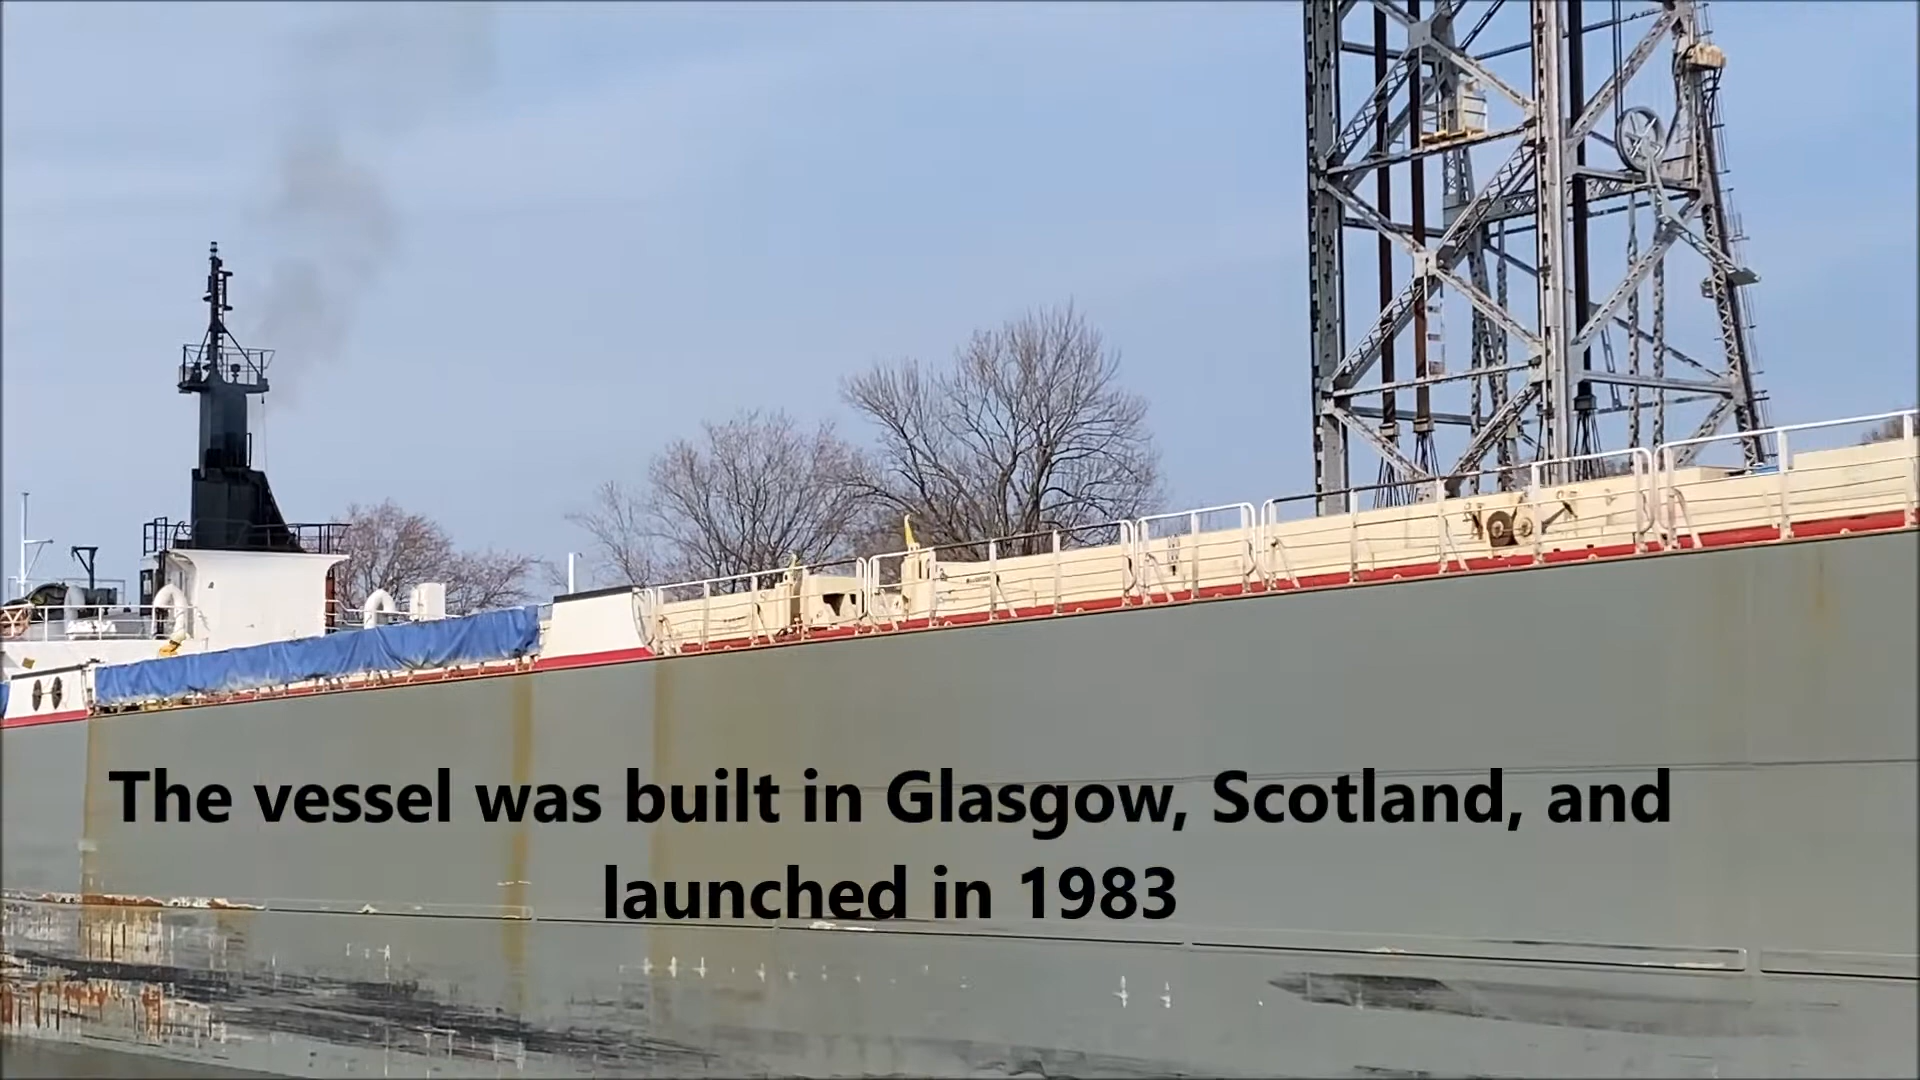 The vessel was built in Glasgow, Scotland, and
launched in 1983